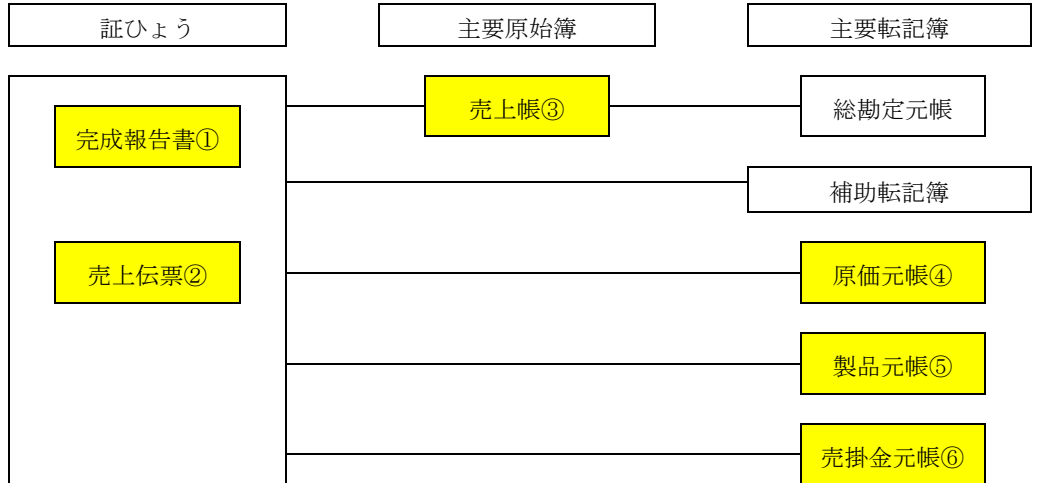 証ひょう
主要原始簿
主要転記簿
完成報告書①
売上帳③
総勘定元帳
補助転記簿
売上伝票②
原価元帳④
製品元帳⑤
売掛金元帳⑥